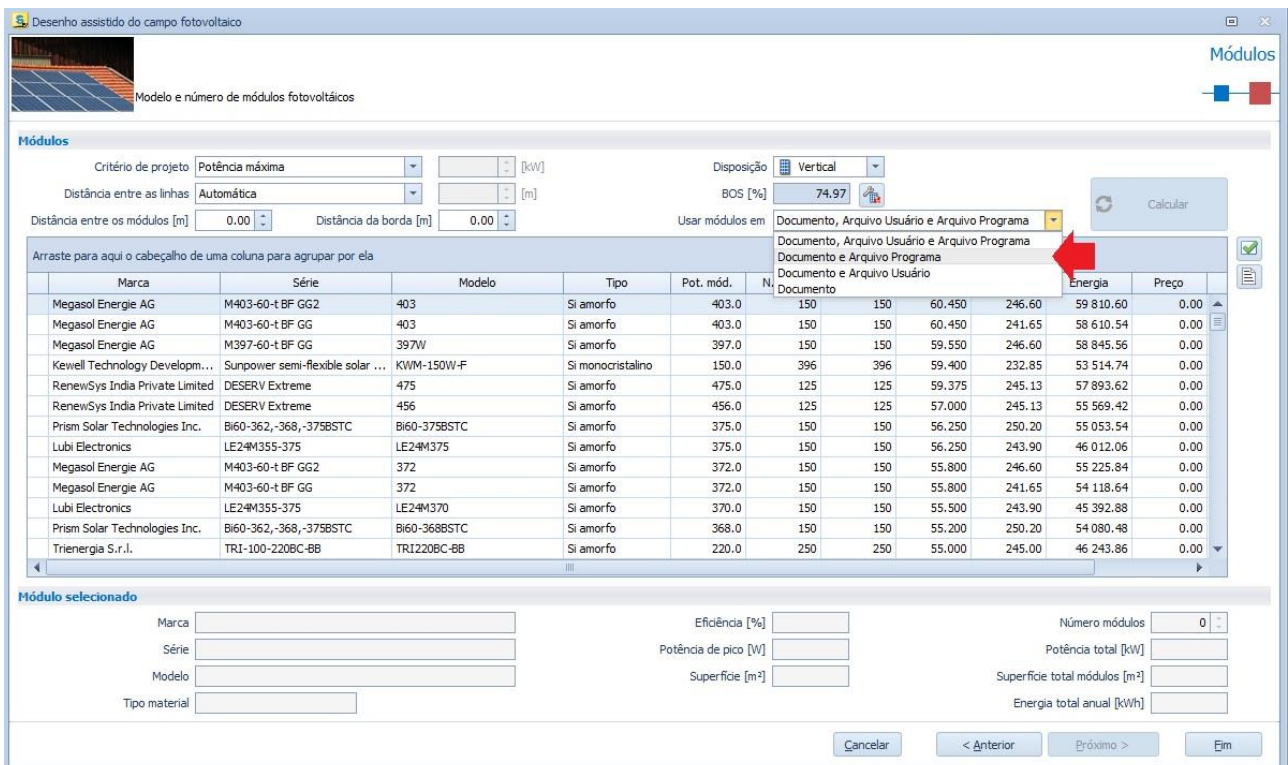 Desenho assistido do campo fotovoltaico
Módulos
Modelo e número de módulos fotovoltáicos
Módulos
Critério de projeto Potência máxima [kW] Disposição Vertical
Distância entre as linhas Automática [m] BOS [%] 74.97
Calcular
Distância entre os módulos [m] 0.00 Distância da borda [m] 0.00 Usar módulos em Documento, Arquivo Usuário e Arquivo Programa
Documento, Arquivo Usuário e Arquivo Programa
Documento e Arquivo Programa
Documento e Arquivo Usuário
Documento
Arraste para aqui o cabeçalho de uma coluna para agrupar por ela
Marca Série Modelo Tipo Pot. mód. N. Energia Preço
Megasol Energie AG M403-60-t BF GG2 403 Si amorfo 403.0 150 150 60.450 246.60 59 810.60 0.00
Megasol Energie AG M403-60-t BF GG 403 Si amorfo 403.0 150 150 60.450 241.65 58 610.54 0.00
Megasol Energie AG M397-60-t BF GG 397W Si amorfo 397.0 150 150 59.550 246.60 58 845.56 0.00
Kewell Technology Developm... Sunpower semi-flexible solar ... KWM-150W-F Si monocristalino 150.0 396 396 59.400 232.85 53 514.74 0.00
RenewSys India Private Limited DESERV Extreme 475 Si amorfo 475.0 125 125 59.375 245.13 57 893.62 0.00
RenewSys India Private Limited DESERV Extreme 456 Si amorfo 456.0 125 125 57.000 245.13 55 569.42 0.00
Prism Solar Technologies Inc. Bi60-362,-368,-375BSTC Bi60-375BSTC Si amorfo 375.0 150 150 56.250 250.20 55 053.54 0.00
Lubi Electronics LE24M355-375 LE24M375 Si amorfo 375.0 150 150 56.250 243.90 46 012.06 0.00
Megasol Energie AG M403-60-t BF GG2 372 Si amorfo 372.0 150 150 55.800 246.60 55 225.84 0.00
Megasol Energie AG M403-60-t BF GG 372 Si amorfo 372.0 150 150 55.800 241.65 54 118.64 0.00
Lubi Electronics LE24M355-375 LE24M370 Si amorfo 370.0 150 150 55.500 243.90 45 392.88 0.00
Prism Solar Technologies Inc. Bi60-362,-368,-375BSTC Bi60-368BSTC Si amorfo 368.0 150 150 55.200 250.20 54 080.48 0.00
Trienergia S.r.l. TRI-100-220BC-BB TRI220BC-BB Si amorfo 220.0 250 250 55.000 245.00 46 243.86 0.00
Módulo selecionado
Marca Eficiência [%] Número módulos 0
Série Potência de pico [W] Potência total [kW]
Modelo Superfície [m²] Superfície total módulos [m²]
Tipo material Energia total anual [kWh]
Cancelar < Anterior Próximo > Fim